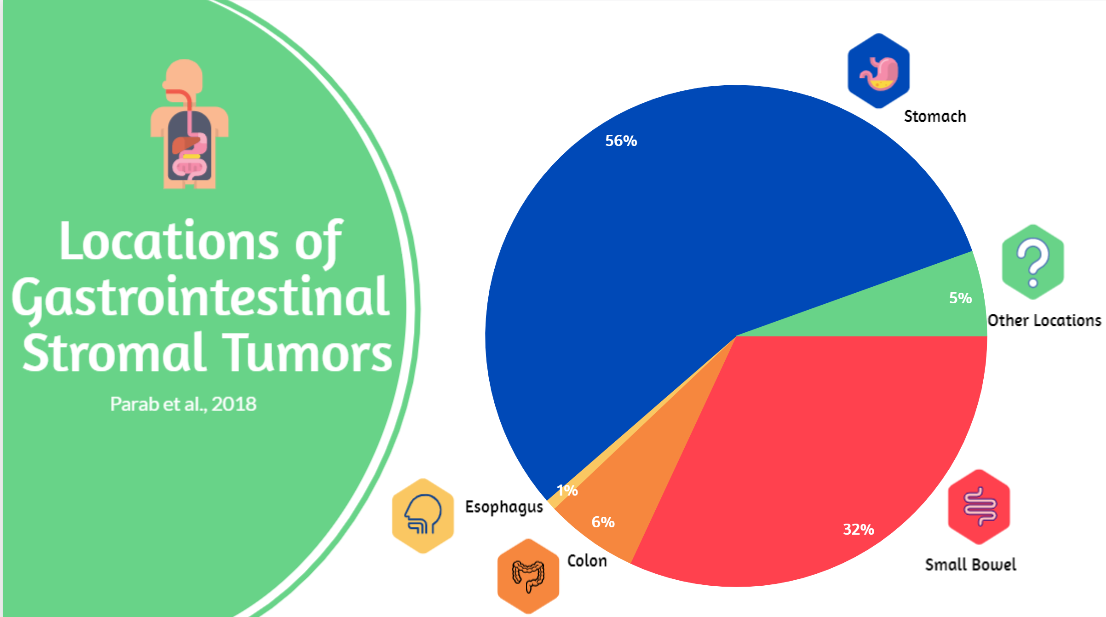 Locations of
Gastrointestinal
Stromal Tumors
Parab et al., 2018
56%
Stomach
5%
Other Locations
1%
Esophagus
6%
Colon
32%
Small Bowel